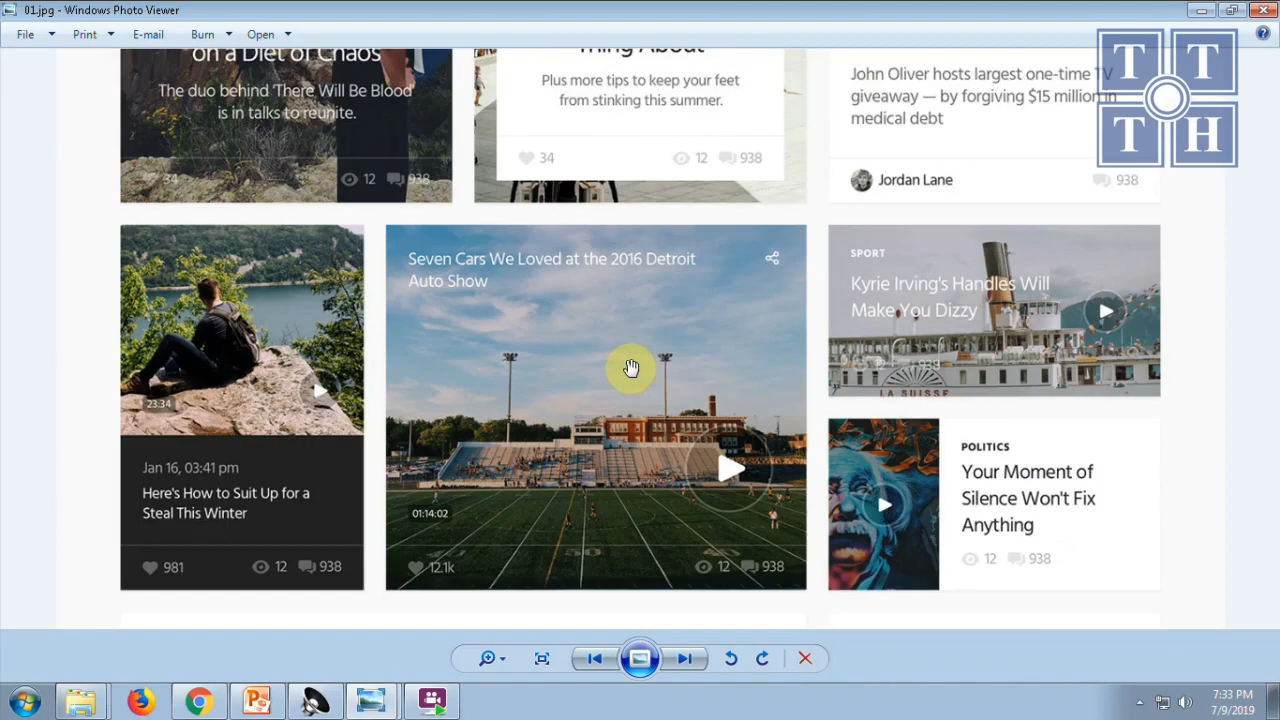 01.jpg - Windows Photo Viewer
File Print E-mail Burn Open
T T
T H
on a Diet of Chaos
The duo behind 'There Will Be Blood'
is in talks to reunite.
34 12 938
Thing About
Plus more tips to keep your feet
from stinking this summer.
34 12 938
John Oliver hosts largest one-time TV
giveaway — by forgiving $15 million in
medical debt
Jordan Lane 938
23:34
Jan 16, 03:41 pm
Here's How to Suit Up for a
Steal This Winter
981 12 938
Seven Cars We Loved at the 2016 Detroit
Auto Show
01:14:02
50
12.1k 12 938
SPORT
Kyrie Irving's Handles Will
Make You Dizzy
12 938
LA SUISSE
POLITICS
Your Moment of
Silence Won't Fix
Anything
12 938
7:33 PM
7/9/2019